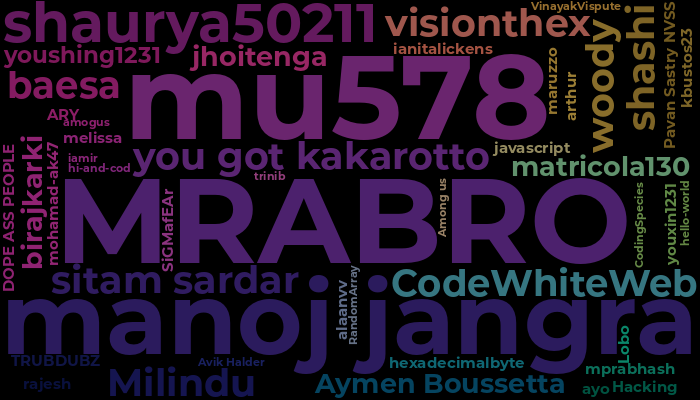 VinayakVispute
shaurya50211
visionthex
woody
shashi
Pavan Sastry NVSS
kbustos23
youshing1231
jhoitenga
ianitalickens
maruzzo
arthur
baesa
mu578
ARY
amogus
melissa
javascript
iamir
hi-and-cod
you got kakarotto
matricola130
trinib
DOPE ASS PEOPLE
birajkarki
mohamad-ak47
MRABRO
SiGMafEAr
Among us
CodingSpecies
youxin1231
hello-world
sitam sardar
alaanvv
RandomArray
CodeWhiteWeb
manoj jangra
TRUBDUBZ
Avik Halder
hexadecimalbyte
Lobo
mprabhash
rajesh
Milindu
Aymen Boussetta
ayo
Hacking